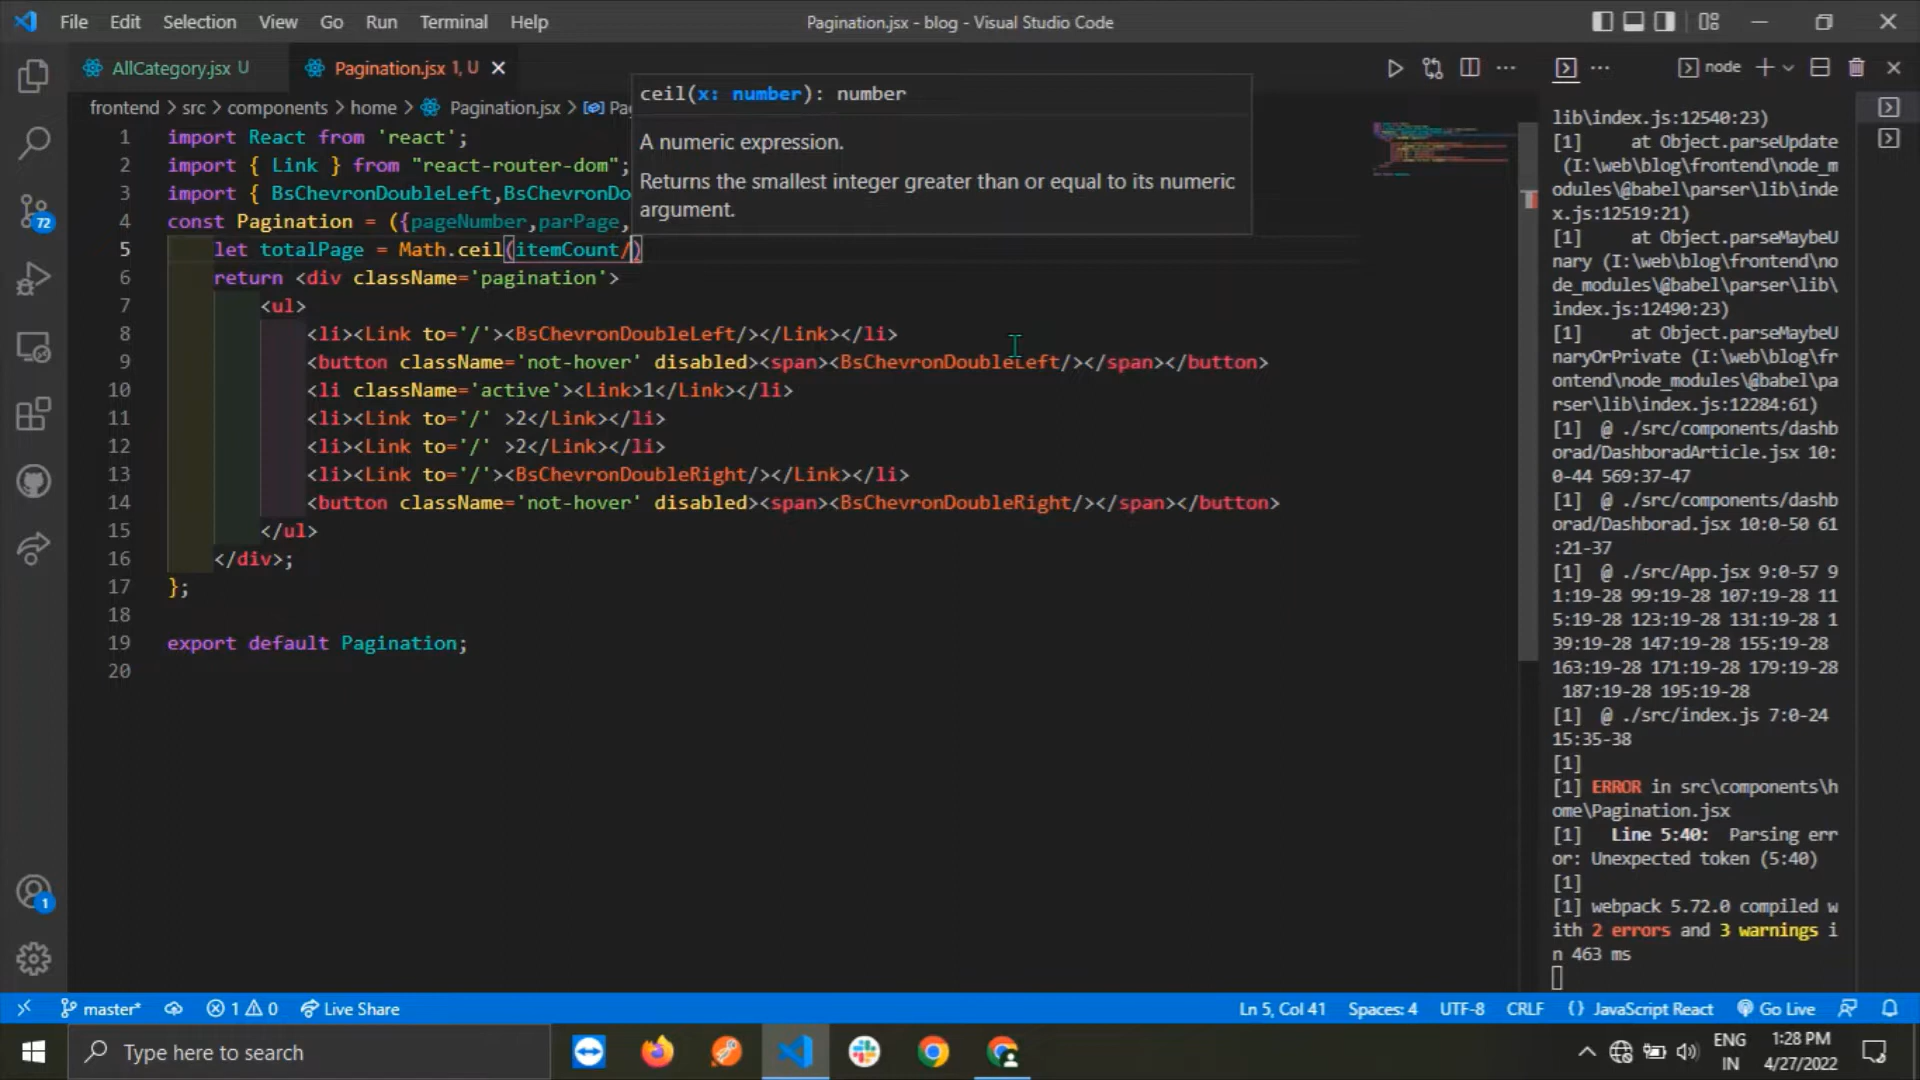 File Edit Selection View Go Run Terminal Help
Pagination.jsx - blog - Visual Studio Code
AllCategory.jsx U
Pagination.jsx 1, U
node
frontend > src > components > home > Pagination.jsx > Pa
ceil(x: number): number
A numeric expression.
Returns the smallest integer greater than or equal to its numeric
argument.
1 import React from 'react';
2 import { Link } from "react-router-dom";
3 import { BsChevronDoubleLeft,BsChevronDo
4 const Pagination = ({pageNumber,parPage,
5 let totalPage = Math.ceil(itemCount/)
6 return <div className='pagination'>
7 <ul>
8 <li><Link to='/'><BsChevronDoubleLeft/></Link></li>
9 <button className='not-hover' disabled><span><BsChevronDoubleLeft/></span></button>
10 <li className='active'><Link>1</Link></li>
11 <li><Link to='/' >2</Link></li>
12 <li><Link to='/' >2</Link></li>
13 <li><Link to='/'><BsChevronDoubleRight/></Link></li>
14 <button className='not-hover' disabled><span><BsChevronDoubleRight/></span></button>
15 </ul>
16 </div>;
17 };
18
19 export default Pagination;
20
lib\index.js:12540:23)
[1] at Object.parseUpdate
(I:\web\blog\frontend\node_m
odules\@babel\parser\lib\inde
x.js:12519:21)
[1] at Object.parseMaybeU
nary (I:\web\blog\frontend\no
de_modules\@babel\parser\lib\
index.js:12490:23)
[1] at Object.parseMaybeU
naryOrPrivate (I:\web\blog\fr
ontend\node_modules\@babel\pa
rser\lib\index.js:12284:61)
[1] @ ./src/components/dashb
orad/DashboradArticle.jsx 10:
0-44 569:37-47
[1] @ ./src/components/dashb
orad/Dashborad.jsx 10:0-50 61
:21-37
[1] @ ./src/App.jsx 9:0-57 9
1:19-28 99:19-28 107:19-28 11
5:19-28 123:19-28 131:19-28 1
39:19-28 147:19-28 155:19-28
163:19-28 171:19-28 179:19-28
187:19-28 195:19-28
[1] @ ./src/index.js 7:0-24
15:35-38
[1]
[1] ERROR in src\components\h
ome\Pagination.jsx
[1] Line 5:40: Parsing err
or: Unexpected token (5:40)
[1]
[1] webpack 5.72.0 compiled w
ith 2 errors and 3 warnings i
n 463 ms
72
1
master* 1 0 Live Share
Ln 5, Col 41 Spaces: 4 UTF-8 CRLF {} JavaScript React Go Live
Type here to search
ENG
IN
1:28 PM
4/27/2022